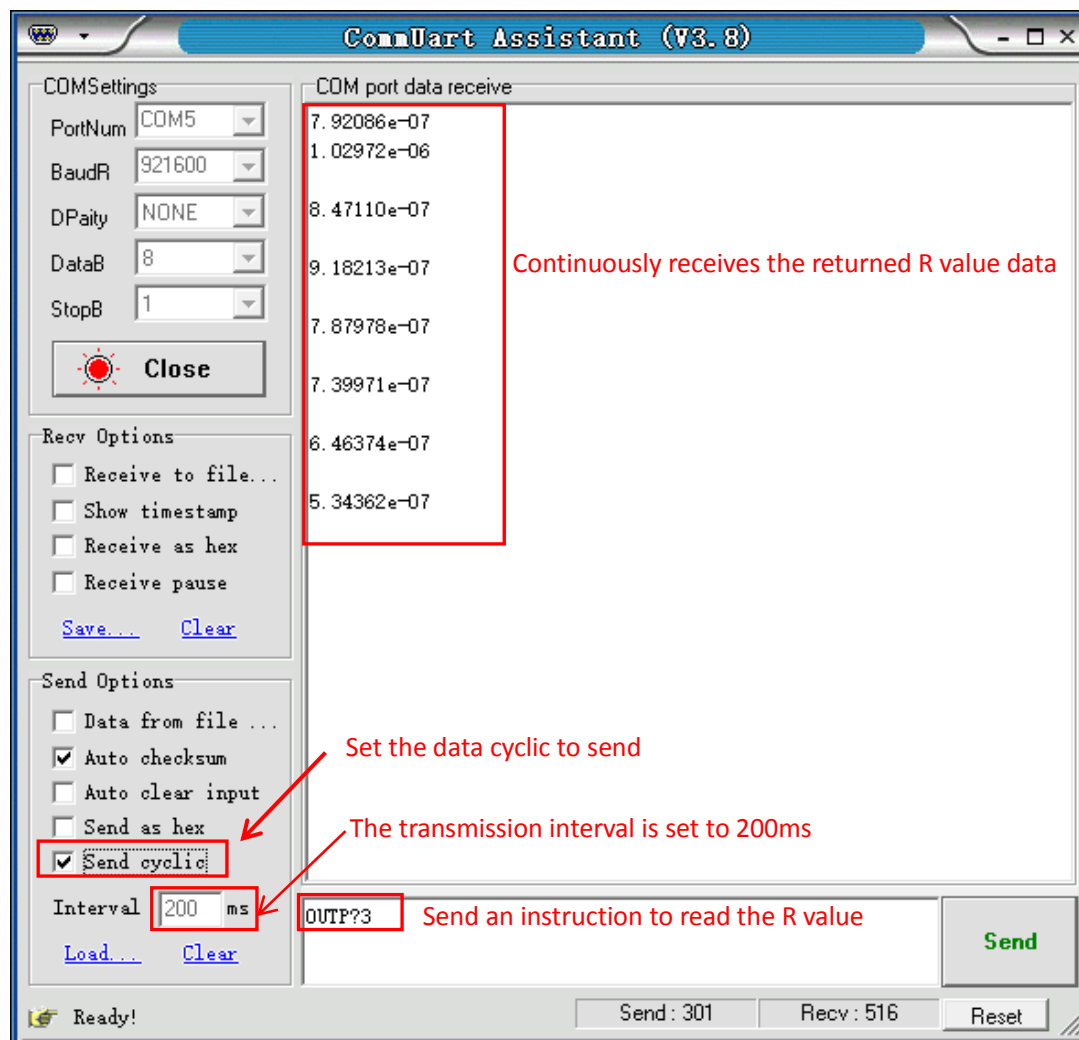 CommUart Assistant (V3.8)
COMSettings
PortNum COM5
BaudR 921600
DPaity NONE
DataB 8
StopB 1
Close
Recv Options
Receive to file...
Show timestamp
Receive as hex
Receive pause
Save... Clear
Send Options
Data from file ...
Auto checksum
Auto clear input
Send as hex
Send cyclic
Interval 200 ms
Load... Clear
COM port data receive
7.92086e-07
1.02972e-06
8.47110e-07
9.18213e-07
Continuously receives the returned R value data
7.87978e-07
7.39971e-07
6.46374e-07
5.34362e-07
Set the data cyclic to send
The transmission interval is set to 200ms
OUTP?3
Send an instruction to read the R value
Send
Ready!
Send : 301
Recv : 516
Reset